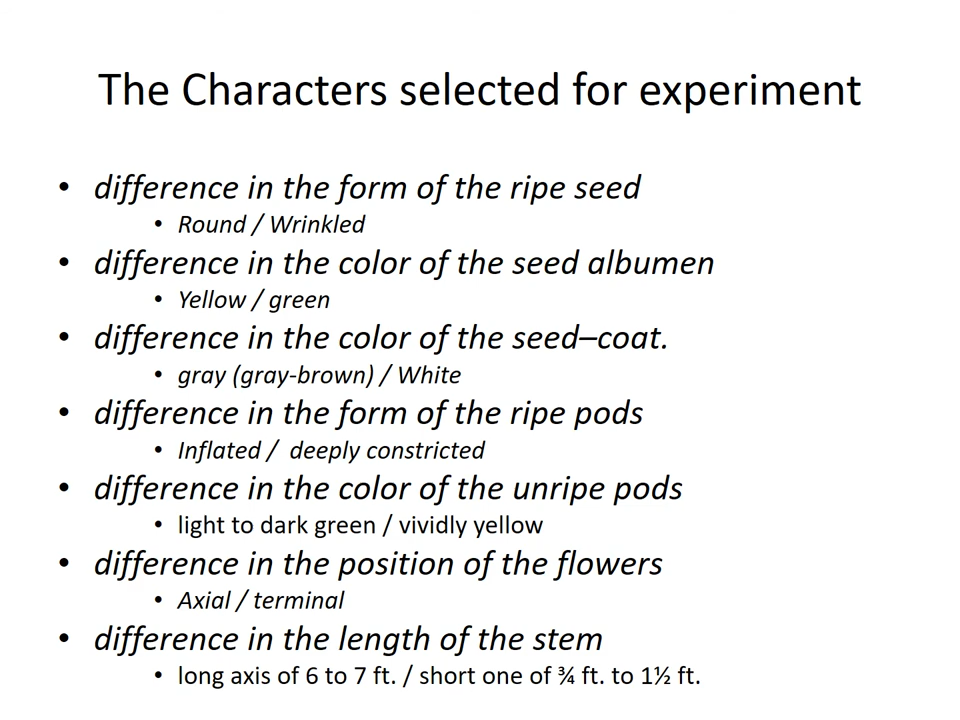 The Characters selected for experiment
• difference in the form of the ripe seed
• Round / Wrinkled
• difference in the color of the seed albumen
• Yellow / green
• difference in the color of the seed–coat.
• gray (gray-brown) / White
• difference in the form of the ripe pods
• Inflated /  deeply constricted
• difference in the color of the unripe pods
• light to dark green / vividly yellow
• difference in the position of the flowers
• Axial / terminal
• difference in the length of the stem
• long axis of 6 to 7 ft. / short one of ¾ ft. to 1½ ft.